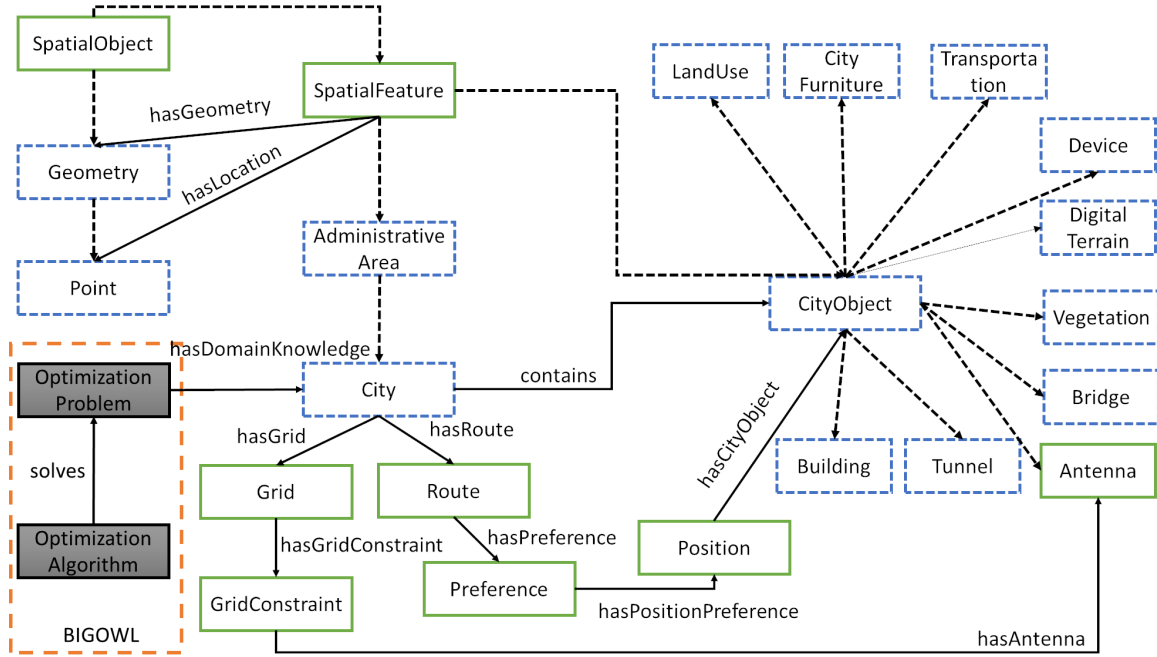 SpatialObject
SpatialFeature
hasGeometry
hasLocation
Geometry
Point
Administrative
Area
LandUse
City
Furniture
Transporta
tion
Device
Digital
Terrain
CityObject
Vegetation
Bridge
Antenna
Building
Tunnel
hasDomainKnowledge
Optimization
Problem
City
contains
hasCityObject
solves
hasGrid
hasRoute
Grid
Route
Optimization
Algorithm
hasGridConstraint
hasPreference
Position
GridConstraint
Preference
hasPositionPreference
BIGOWL
hasAntenna